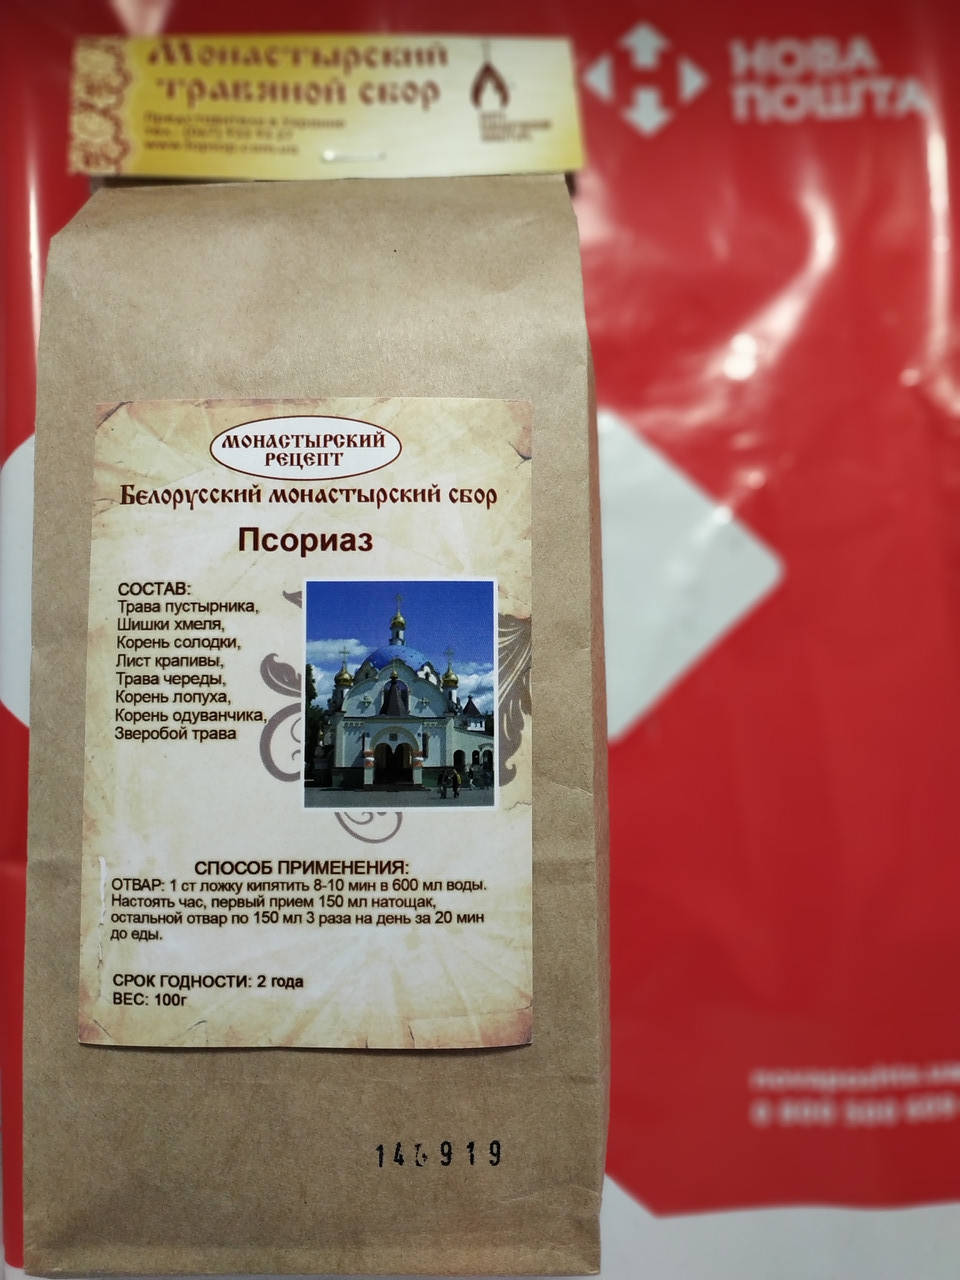 Монастырский
травяной сбор
НОВА
ПОШТА
МОНАСТЫРСКИЙ
РЕЦЕПТ
Белорусский монастырский сбор
Псориаз
СОСТАВ:
Трава пустырника,
Шишки хмеля,
Корень солодки,
Лист крапивы,
Трава череды,
Корень лопуха,
Корень одуванчика,
Зверобой трава
СПОСОБ ПРИМЕНЕНИЯ:
ОТВАР: 1 ст ложку кипятить 8-10 мин в 600 мл воды.
Настоять час, первый прием 150 мл натощак,
остальной отвар по 150 мл 3 раза на день за 20 мин
до еды.
СРОК ГОДНОСТИ: 2 года
ВЕС: 100г